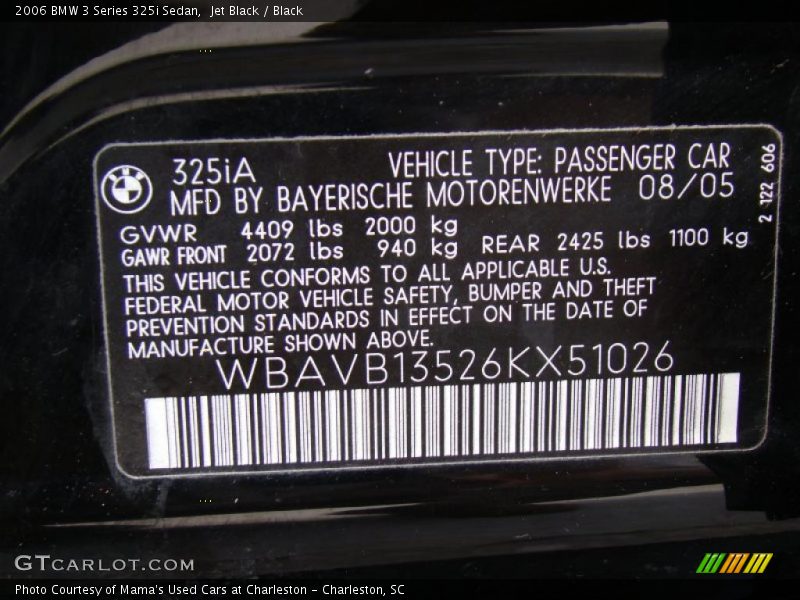 2006 BMW 3 Series 325i Sedan, Jet Black / Black
325iA VEHICLE TYPE: PASSENGER CAR
MFD BY BAYERISCHE MOTORENWERKE 08/05
GVWR 4409 lbs 2000 kg
GAWR FRONT 2072 lbs 940 kg REAR 2425 lbs 1100 kg
THIS VEHICLE CONFORMS TO ALL APPLICABLE U.S.
FEDERAL MOTOR VEHICLE SAFETY, BUMPER AND THEFT
PREVENTION STANDARDS IN EFFECT ON THE DATE OF
MANUFACTURE SHOWN ABOVE.
WBAVB13526KX51026
2 122 606
GTCARLOT.COM
Photo Courtesy of Mama's Used Cars at Charleston - Charleston, SC